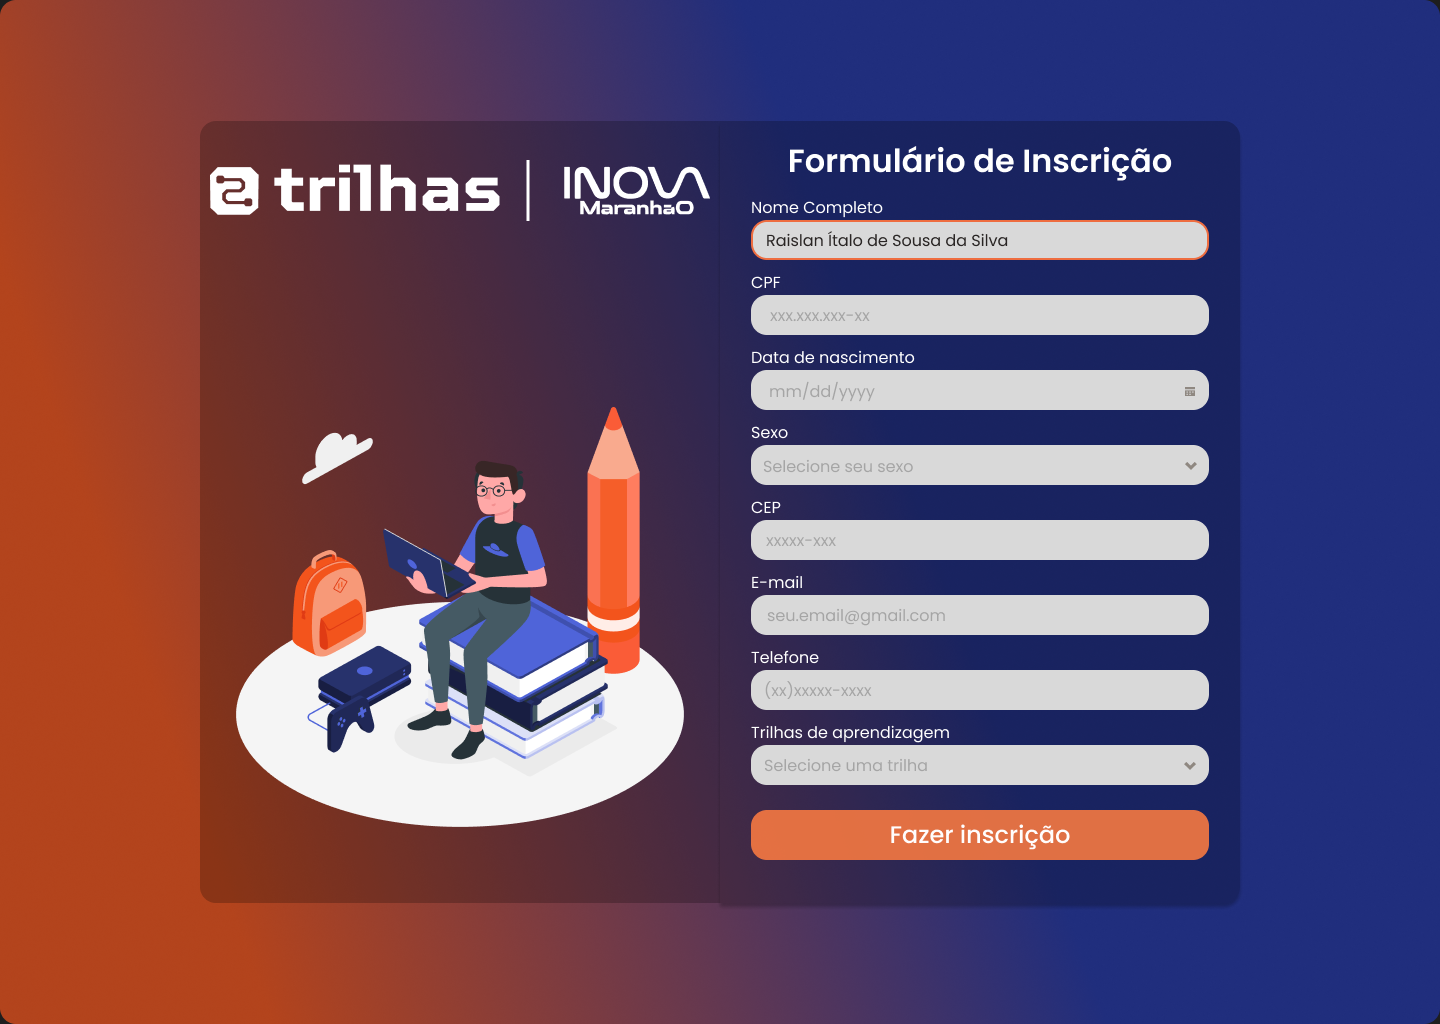 trilhas
INOVA
MaranhaO
Formulário de Inscrição
Nome Completo
Raislan Ítalo de Sousa da Silva
CPF
xxx.xxx.xxx-xx
Data de nascimento
mm/dd/yyyy
Sexo
Selecione seu sexo
CEP
xxxxx-xxx
E-mail
seu.email@gmail.com
Telefone
(xx)xxxxx-xxxx
Trilhas de aprendizagem
Selecione uma trilha
Fazer inscrição